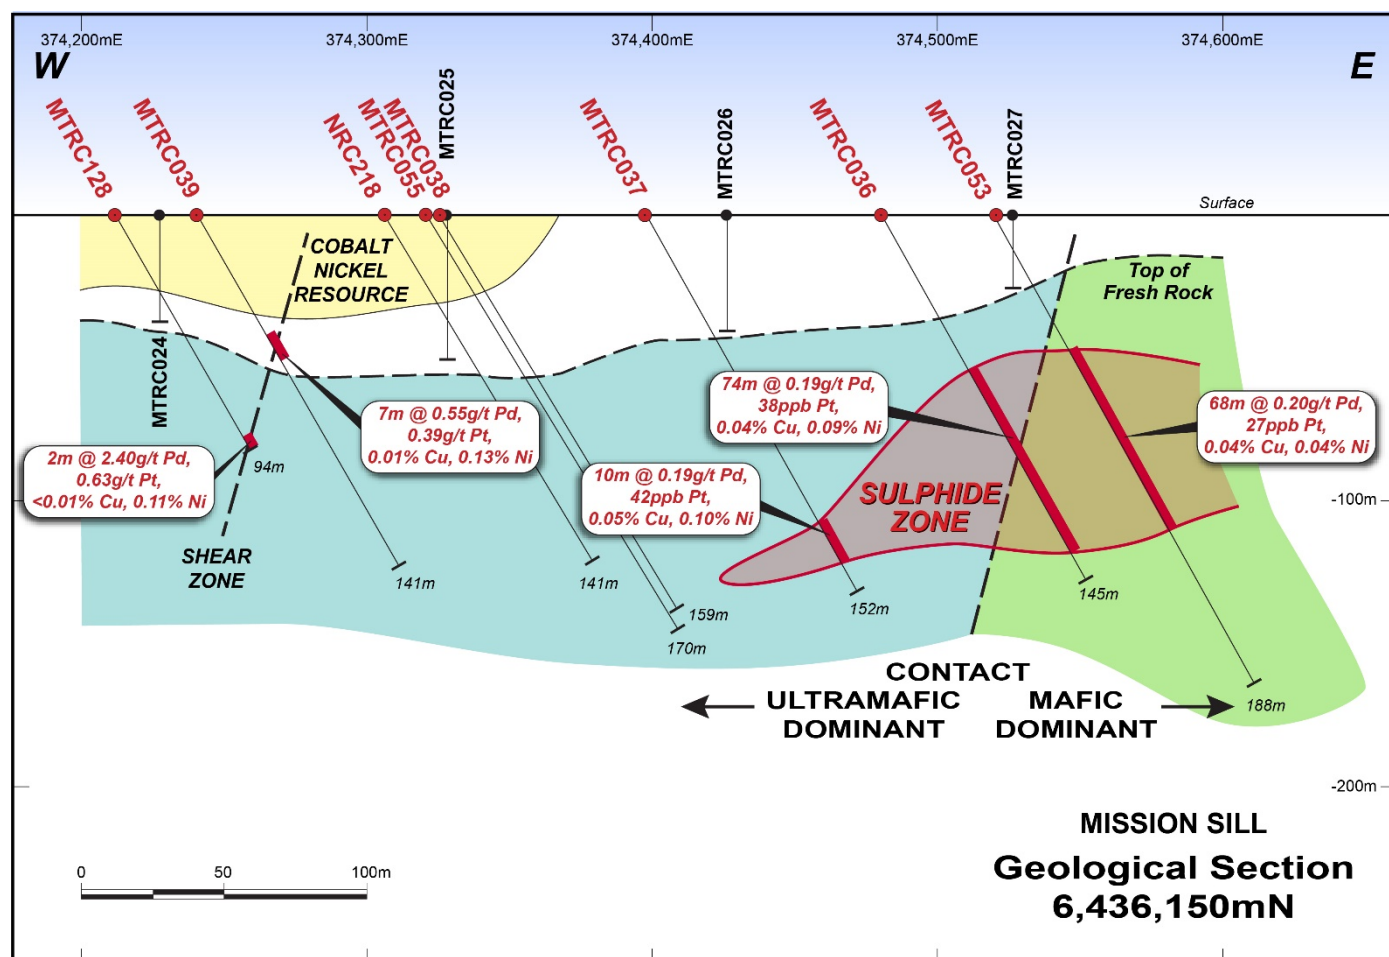 374,200mE
374,300mE
374,400mE
374,500mE
374,600mE
W
E
MTRC128
MTRC039
NRC218
MTRC055
MTRC038
MTRC025
MTRC037
MTRC026
MTRC036
MTRC053
MTRC027
Surface
COBALT
NICKEL
RESOURCE
Top of
Fresh Rock
MTRC024
7m @ 0.55g/t Pd,
0.39g/t Pt,
0.01% Cu, 0.13% Ni
74m @ 0.19g/t Pd,
38ppb Pt,
0.04% Cu, 0.09% Ni
68m @ 0.20g/t Pd,
27ppb Pt,
0.04% Cu, 0.04% Ni
2m @ 2.40g/t Pd,
0.63g/t Pt,
<0.01% Cu, 0.11% Ni
94m
10m @ 0.19g/t Pd,
42ppb Pt,
0.05% Cu, 0.10% Ni
SULPHIDE
ZONE
-100m
SHEAR
ZONE
141m
141m
159m
170m
152m
145m
188m
CONTACT
ULTRAMAFIC
DOMINANT
MAFIC
DOMINANT
-200m
MISSION SILL
Geological Section
6,436,150mN
0
50
100m